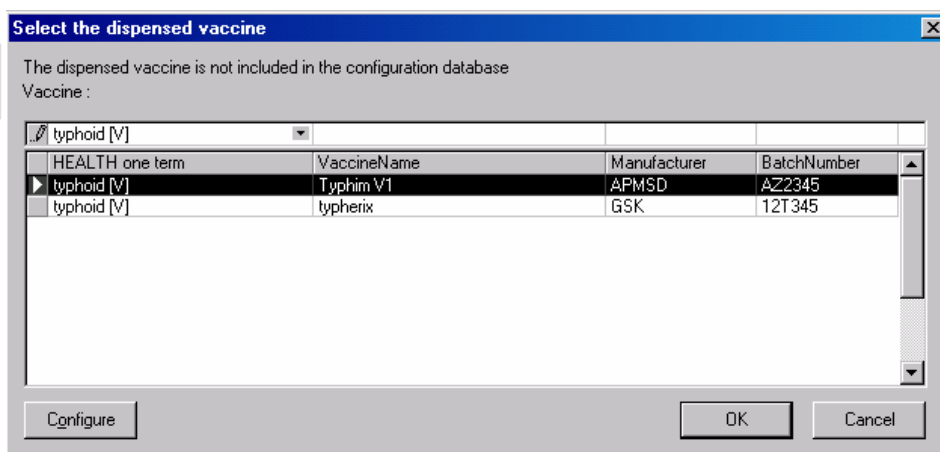 Select the dispensed vaccine
The dispensed vaccine is not included in the configuration database
Vaccine :
typhoid [V]
HEALTH one term VaccineName Manufacturer BatchNumber
typhoid [V] Typhim V1 APMSD AZ2345
typhoid [V] typherix GSK 12T345
Configure OK Cancel